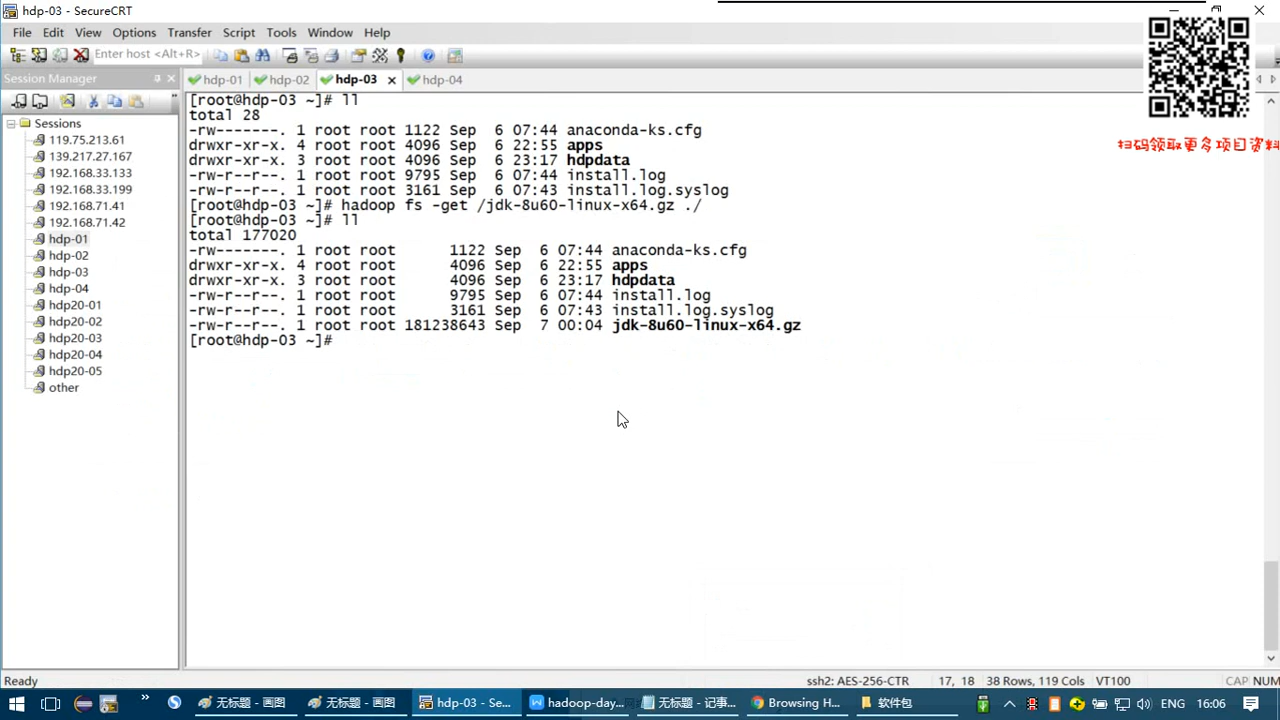 hdp-03 - SecureCRT
File Edit View Options Transfer Script Tools Window Help
Enter host <Alt+R>
Session Manager
hdp-01 hdp-02 hdp-03 hdp-04
Sessions
119.75.213.61
139.217.27.167
192.168.33.133
192.168.33.199
192.168.71.41
192.168.71.42
hdp-01
hdp-02
hdp-03
hdp-04
hdp20-01
hdp20-02
hdp20-03
hdp20-04
hdp20-05
other
[root@hdp-03 ~]# ll
total 28
-rw-------. 1 root root 1122 Sep  6 07:44 anaconda-ks.cfg
drwxr-xr-x. 4 root root 4096 Sep  6 22:55 apps
drwxr-xr-x. 3 root root 4096 Sep  6 23:17 hdpdata
-rw-r--r--. 1 root root 9795 Sep  6 07:44 install.log
-rw-r--r--. 1 root root 3161 Sep  6 07:43 install.log.syslog
[root@hdp-03 ~]# hadoop fs -get /jdk-8u60-linux-x64.gz ./
[root@hdp-03 ~]# ll
total 177020
-rw-------. 1 root root      1122 Sep  6 07:44 anaconda-ks.cfg
drwxr-xr-x. 4 root root      4096 Sep  6 22:55 apps
drwxr-xr-x. 3 root root      4096 Sep  6 23:17 hdpdata
-rw-r--r--. 1 root root      9795 Sep  6 07:44 install.log
-rw-r--r--. 1 root root      3161 Sep  6 07:43 install.log.syslog
-rw-r--r--. 1 root root 181238643 Sep  7 00:04 jdk-8u60-linux-x64.gz
[root@hdp-03 ~]#
扫码领取更多项目资料
Ready ssh2: AES-256-CTR 17, 18 38 Rows, 119 Cols VT100 CAP NUM
无标题 - 画图 无标题 - 画图 hdp-03 - Se... hadoop-day... 无标题 - 记事... Browsing H... 软件包 ENG 16:06